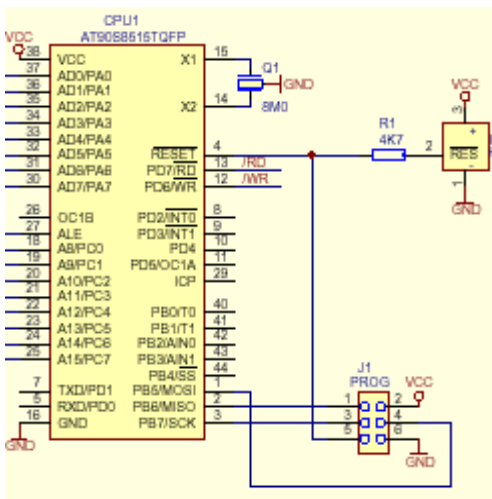 CPU1
AT90S8515TQFP
VCC
38 VCC X1 15
37 AD0/PA0
36 AD1/PA1
35 AD2/PA2 X2 14
34 AD3/PA3
33 AD4/PA4
32 AD5/PA5 RESET 4
31 AD6/PA6 PD7/RD 13 /RD
30 AD7/PA7 PD6/WR 12 /WR
26 OC1B PD2/INT0 8
27 ALE PD3/INT1 9
18 A8/PC0 PD4 10
19 A9/PC1 PD5/OC1A 11
20 A10/PC2 ICP 29
21 A11/PC3
22 A12/PC4 PB0/T0 40
23 A13/PC5 PB1/T1 41
24 A14/PC6 PB2/AIN0 42
25 A15/PC7 PB3/AIN1 43
PB4/SS 44
7 TXD/PD1 PB5/MOSI 1
5 RXD/PD0 PB6/MISO 2
16 GND PB7/SCK 3
GND
Q1
GND
8M0
R1
4K7
VCC
3
+
2 RES
-
1
GND
J1
PROG
VCC
1 2
3 4
5 6
GND